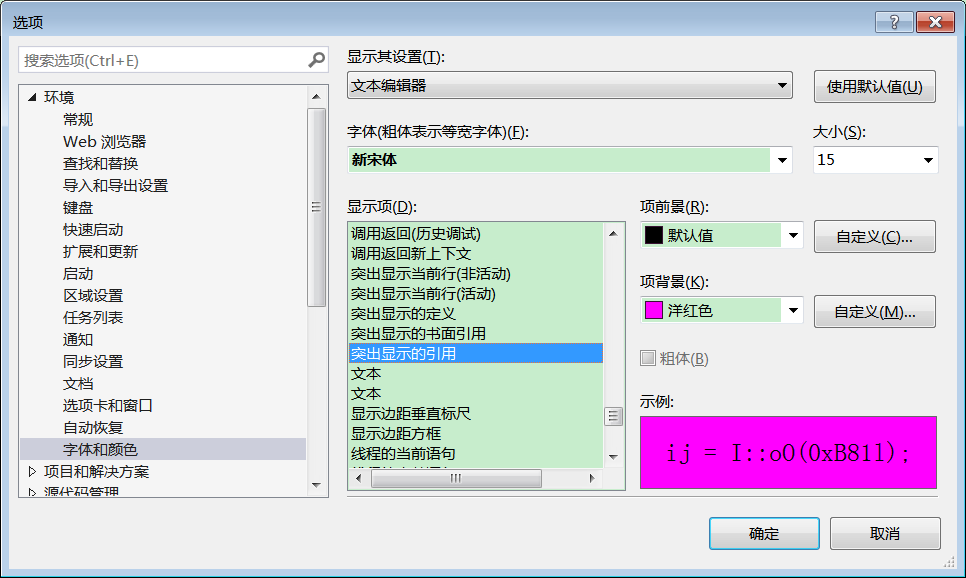 选项
搜索选项(Ctrl+E)
环境
常规
Web 浏览器
查找和替换
导入和导出设置
键盘
快速启动
扩展和更新
启动
区域设置
任务列表
通知
同步设置
文档
选项卡和窗口
自动恢复
字体和颜色
项目和解决方案
源代码管理
显示其设置(T):
文本编辑器
使用默认值(U)
字体(粗体表示等宽字体)(F):
新宋体
大小(S):
15
显示项(D):
调用返回(历史调试)
调用返回新上下文
突出显示当前行(非活动)
突出显示当前行(活动)
突出显示的定义
突出显示的书面引用
突出显示的引用
文本
文本
显示边距垂直标尺
显示边距方框
线程的当前语句
项前景(R):
默认值
自定义(C)...
项背景(K):
洋红色
自定义(M)...
粗体(B)
示例:
ij = I::oO(0xB81l);
确定
取消